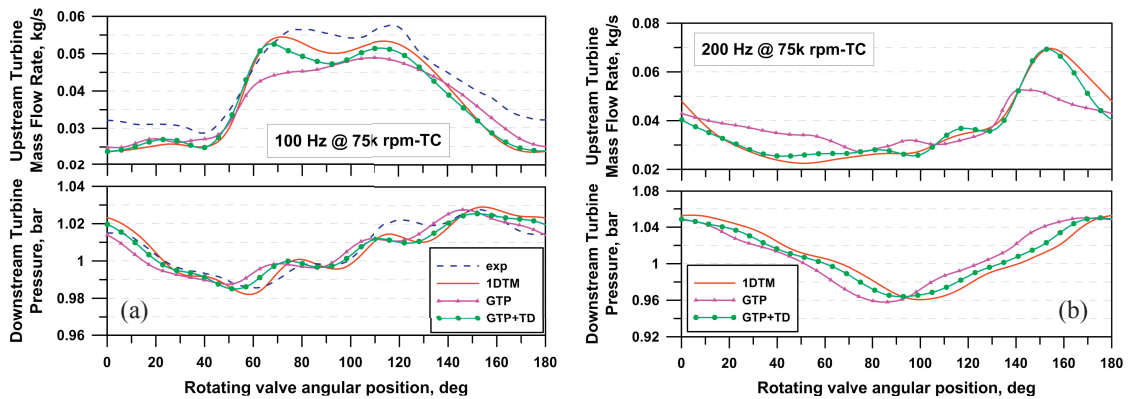 Upstream Turbine
Mass Flow Rate, kg/s
0.06
0.05
0.04
0.03
0.02
100 Hz @ 75k rpm-TC
Downstream Turbine
Pressure, bar
1.04
1.02
1
0.98
0.96
(a)
exp
1DTM
GTP
GTP+TD
0 20 40 60 80 100 120 140 160 180
Rotating valve angular position, deg
Upstream Turbine
Mass Flow Rate, kg/s
0.08
0.06
0.04
0.02
200 Hz @ 75k rpm-TC
Downstream Turbine
Pressure, bar
1.08
1.04
1
0.96
0.92
1DTM
GTP
GTP+TD
(b)
0 20 40 60 80 100 120 140 160 180
Rotating valve angular position, deg